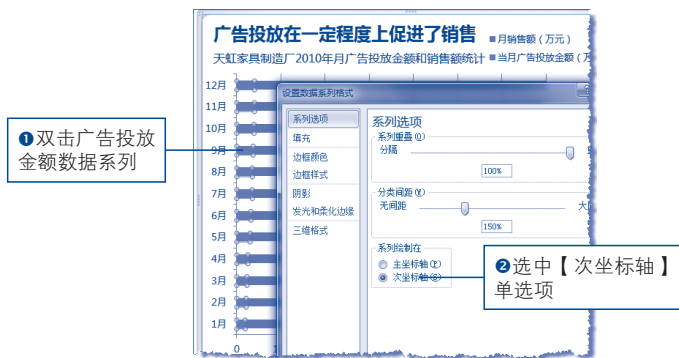 广告投放在一定程度上促进了销售
■月销售额（万元）
天虹家具制造厂2010年月广告投放金额和销售额统计
■当月广告投放金额（万
12月
11月
10月
9月
8月
7月
6月
5月
4月
3月
2月
1月
0
设置数据系列格式
系列选项
填充
边框颜色
边框样式
阴影
发光和柔化边缘
三维格式
系列选项
系列重叠(O)
分隔
100%
分类间距(W)
无间距
大
150%
系列绘制在
主坐标轴(P)
次坐标轴(S)
❶双击广告投放
金额数据系列
❷选中【次坐标轴】
单选项